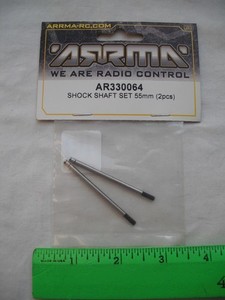 ARRMA-RC.COM
ARRMA
WE ARE RADIO CONTROL
AR330064
SHOCK SHAFT SET 55mm (2pcs)
1
2
3
4